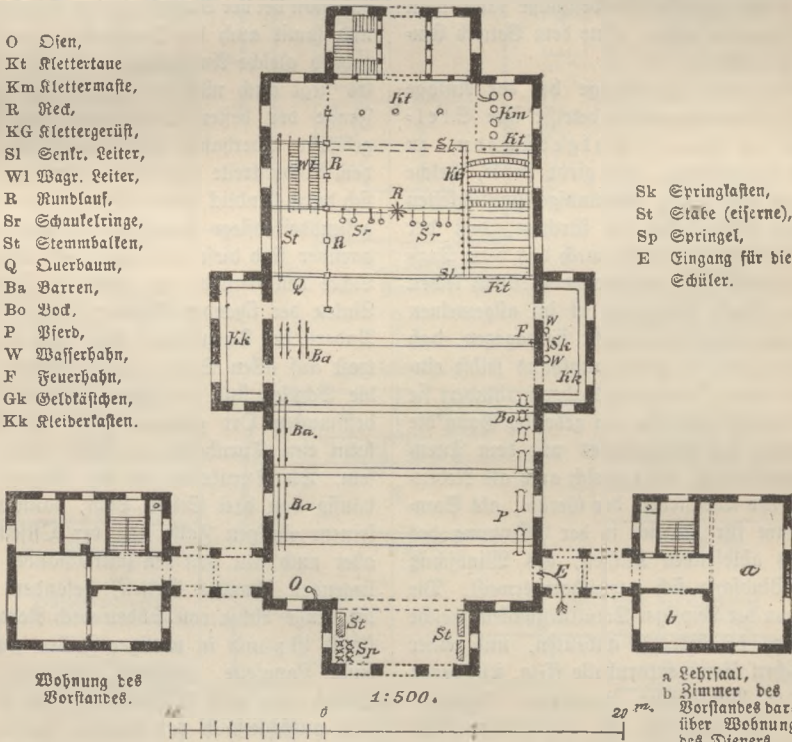 O Öfen,
Kt Klettertaue
Km Klettermaste,
R Reck,
KG Klettergerüst,
Sl Senkr. Leiter,
Wl Wagr. Leiter,
R Rundlauf,
Sr Schaukelringe,
St Stemmbalken,
Q Querbaum,
Ba Barren,
Bo Bock,
P Pferd,
W Wasserhahn,
F Feuerhahn,
Gk Geldkästchen,
Kk Kleiderkasten.
Kt
Km
Kt
Sl
Wl
R
KG
R
Sr
Sr
St
R
Sl
Kt
Q
Kk
Ba
F
W
Sk
W
Kk
Bo
Ba.
Ba
P
O
E
St
Sp
St
Sk Springkasten,
St Stäbe (eiserne),
Sp Springel,
E Eingang für die
Schüler.
Wohnung des
Vorstandes.
1:500.
0
20 m.
a
b
a Lehrsaal,
b Zimmer des
Vorstandes dar-
über Wohnung
des Dieners